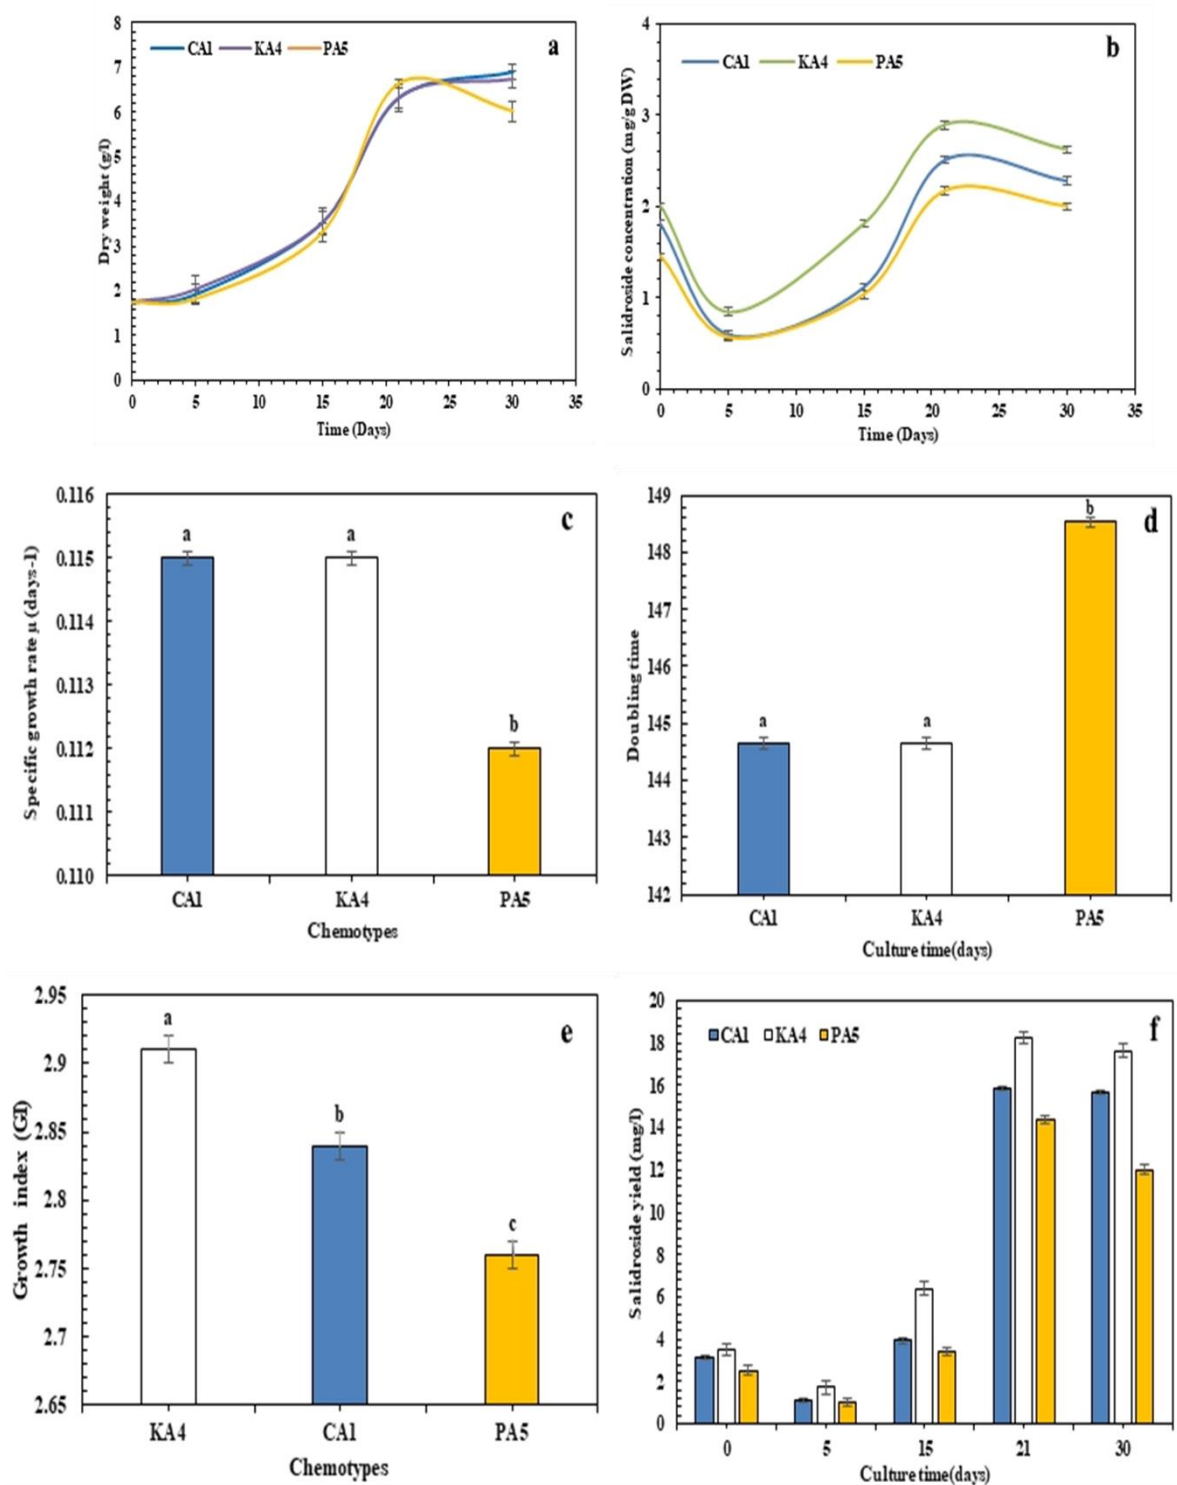 a
CA1 KA4 PA5
Dry weight (g/l)
8
7
6
5
4
3
2
1
0
0 5 10 15 20 25 30 35
Time (Days)
b
CA1 KA4 PA5
Salidroside concentration (mg/g DW)
4
3
2
1
0
0 5 10 15 20 25 30 35
Time (Days)
c
Specific growth rate µ (days-1)
0.116
0.115
0.114
0.113
0.112
0.111
0.110
a a b
CA1 KA4 PA5
Chemotypes
d
Doubling time
149
148
147
146
145
144
143
142
a a b
CA1 KA4 PA5
Culture time(days)
e
Growth index (GI)
2.95
2.9
2.85
2.8
2.75
2.7
2.65
a b c
KA4 CA1 PA5
Chemotypes
f
CA1 KA4 PA5
Salidroside yield (mg/l)
20
18
16
14
12
10
8
6
4
2
0
0 5 15 21 30
Culture time(days)